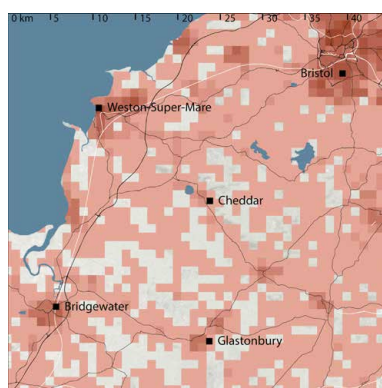 0 km 5 10 15 20 25 30 35 40
Bristol
Weston-Super-Mare
Cheddar
Bridgewater
Glastonbury